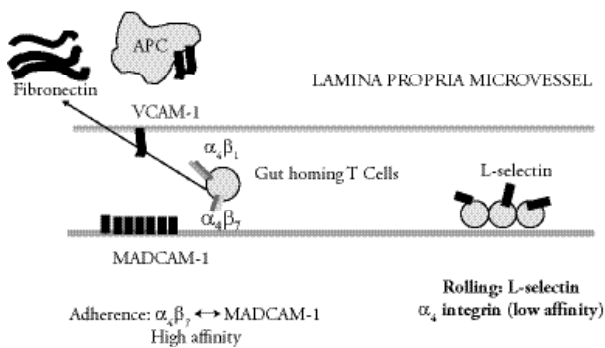 APC
LAMINA PROPRIA MICROVESSEL
Fibronectin
VCAM-1
α₄β₁
Gut homing T Cells
L-selectin
α₄β₇
MADCAM-1
Rolling: L-selectin
α₄ integrin (low affinity)
Adherence: α₄β₇ ↔ MADCAM-1
High affinity